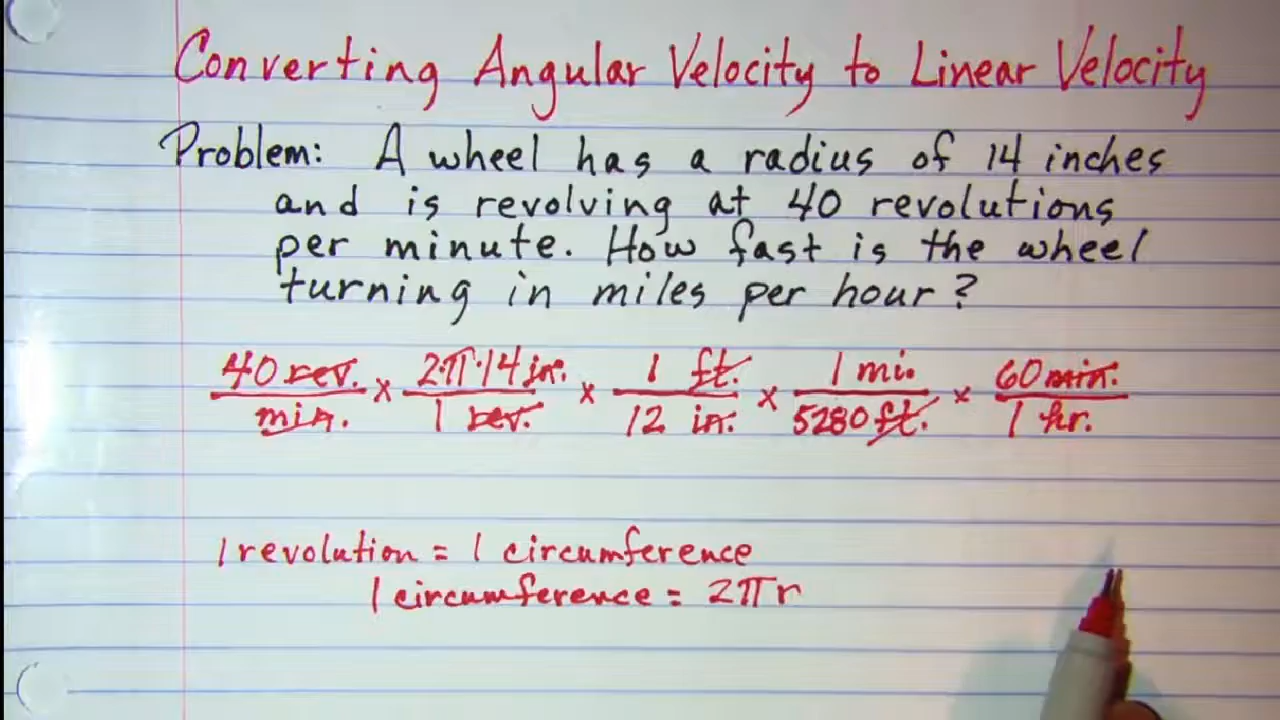 Converting Angular Velocity to Linear Velocity
Problem: A wheel has a radius of 14 inches
and is revolving at 40 revolutions
per minute. How fast is the wheel
turning in miles per hour?
40 rev. / min. × 2·π·14 in. / 1 rev. × 1 ft. / 12 in. × 1 mi. / 5280 ft. × 60 min. / 1 hr.
1 revolution = 1 circumference
1 circumference = 2πr